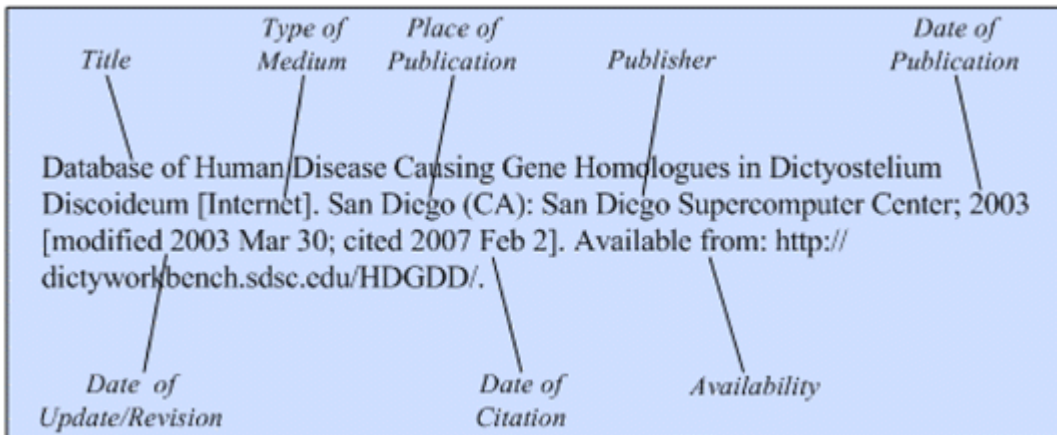 Title
Type of
Medium
Place of
Publication
Publisher
Date of
Publication
Database of Human Disease Causing Gene Homologues in Dictyostelium
Discoideum [Internet]. San Diego (CA): San Diego Supercomputer Center; 2003
[modified 2003 Mar 30; cited 2007 Feb 2]. Available from: http://
dictyworkbench.sdsc.edu/HDGDD/.
Date of
Update/Revision
Date of
Citation
Availability